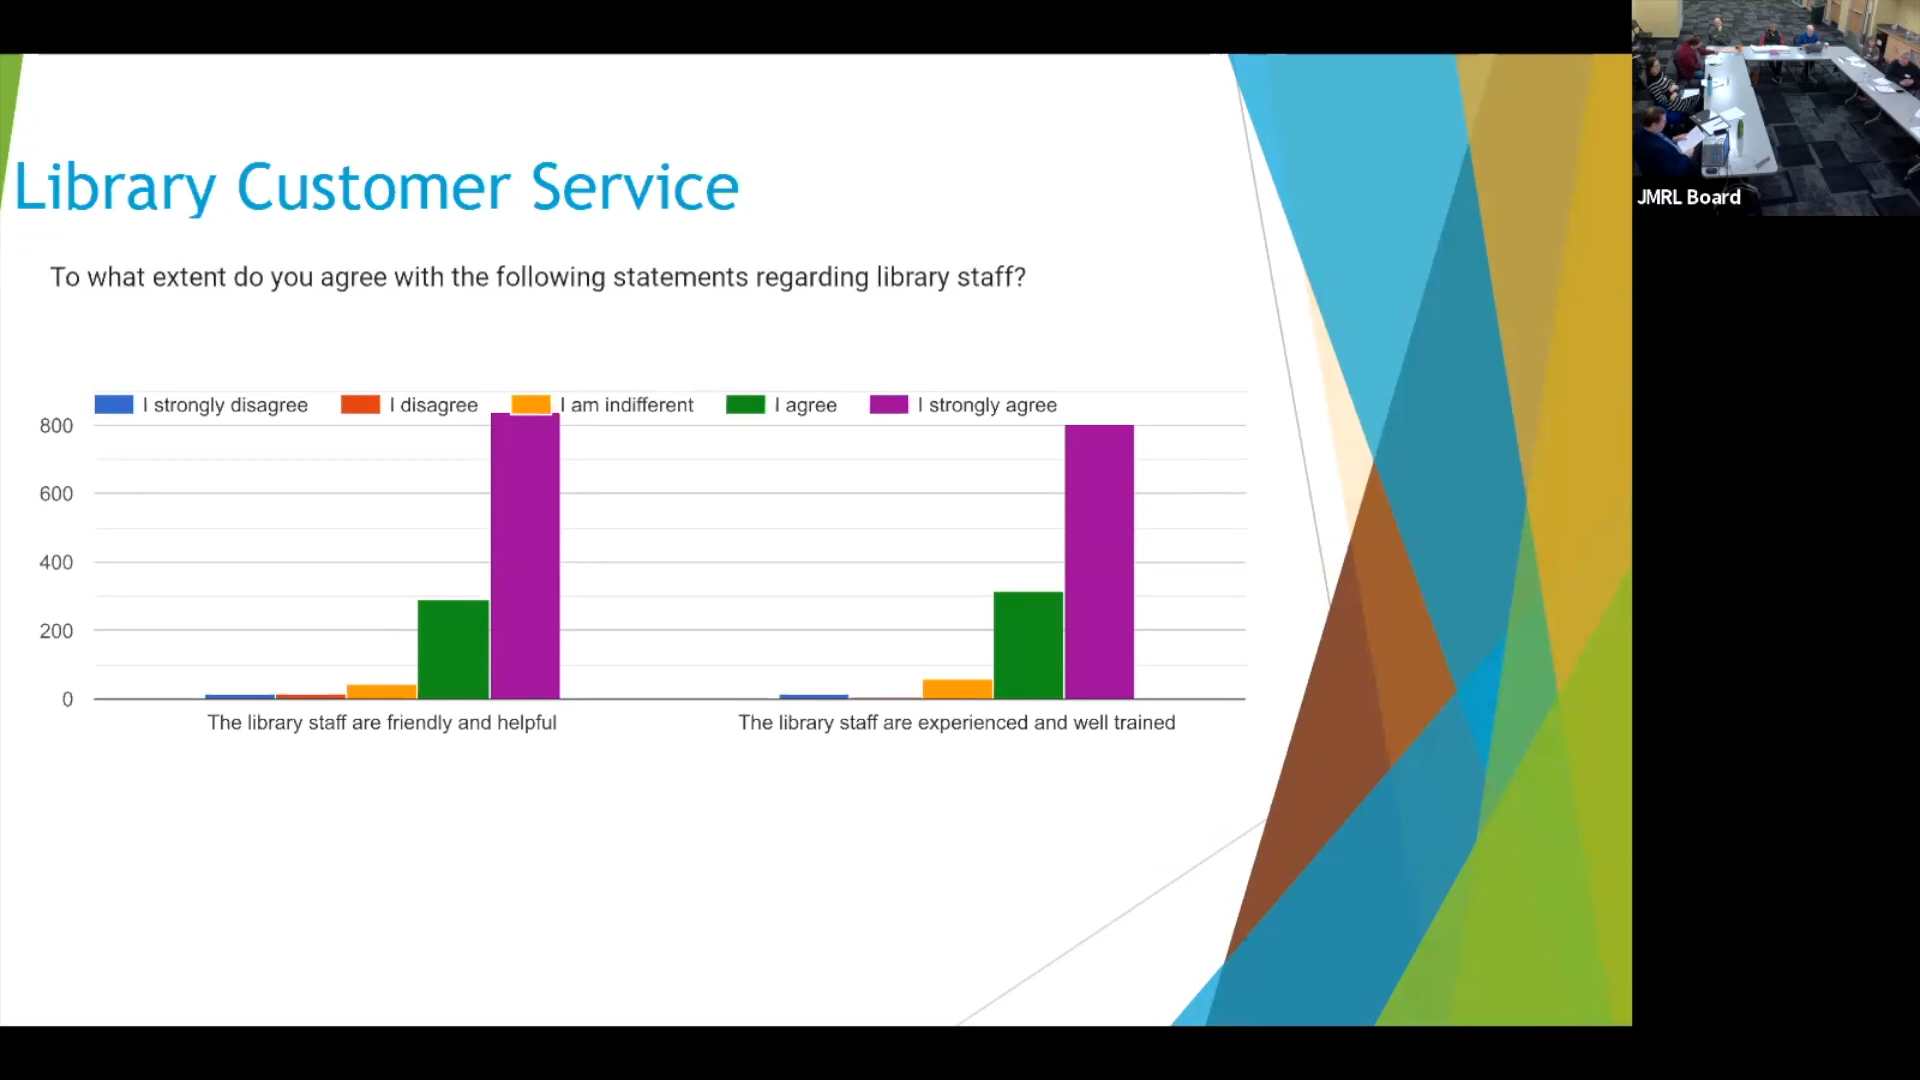 Library Customer Service
To what extent do you agree with the following statements regarding library staff?
I strongly disagree I disagree I am indifferent I agree I strongly agree
800
600
400
200
0
The library staff are friendly and helpful The library staff are experienced and well trained
JMRL Board